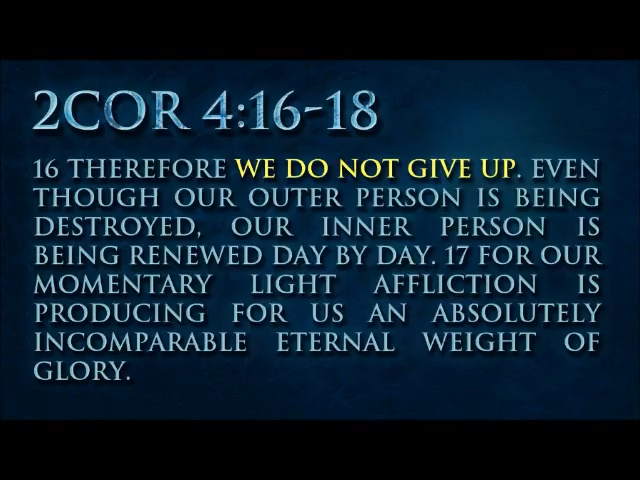 2COR 4:16-18
16 THEREFORE WE DO NOT GIVE UP. EVEN
THOUGH OUR OUTER PERSON IS BEING
DESTROYED, OUR INNER PERSON IS
BEING RENEWED DAY BY DAY. 17 FOR OUR
MOMENTARY LIGHT AFFLICTION IS
PRODUCING FOR US AN ABSOLUTELY
INCOMPARABLE ETERNAL WEIGHT OF
GLORY.